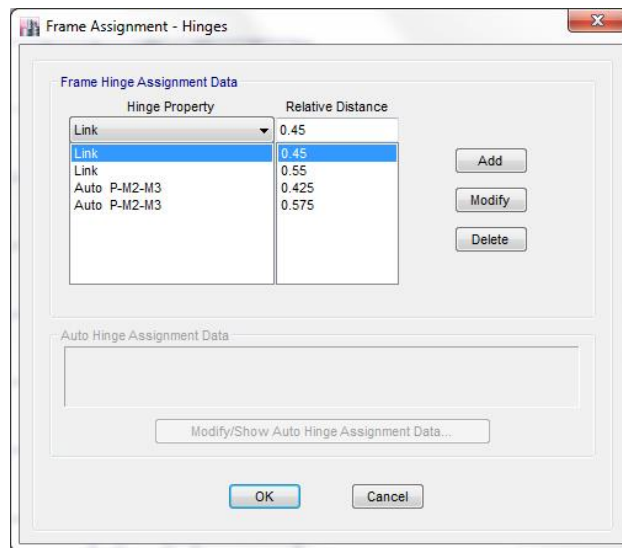 Frame Assignment - Hinges
Frame Hinge Assignment Data
Hinge Property Relative Distance
Link 0.45
Link 0.45
Link 0.55
Auto P-M2-M3 0.425
Auto P-M2-M3 0.575
Add
Modify
Delete
Auto Hinge Assignment Data
Modify/Show Auto Hinge Assignment Data...
OK Cancel